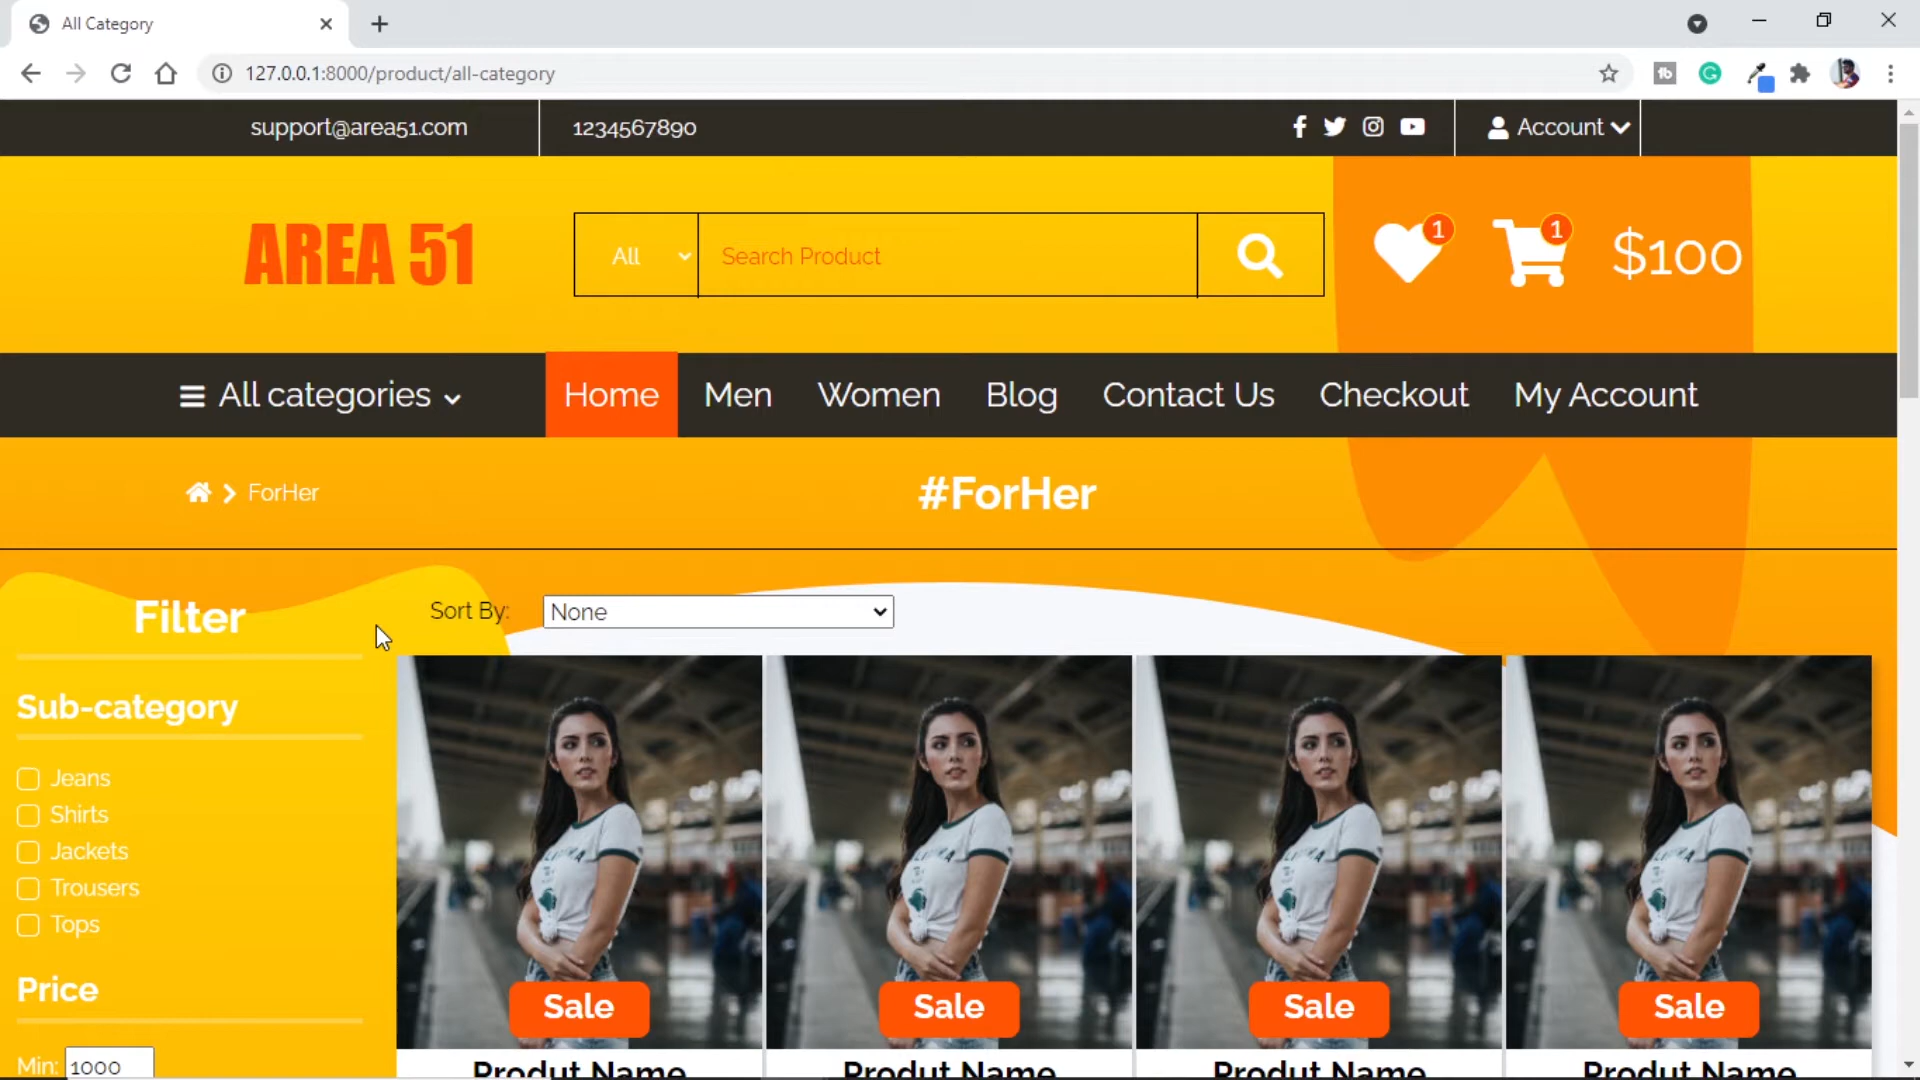 All Category
127.0.0.1:8000/product/all-category
support@area51.com
1234567890
Account
AREA 51
All
Search Product
1
1
$100
All categories
Home
Men
Women
Blog
Contact Us
Checkout
My Account
ForHer
#ForHer
Filter
Sort By:
None
Sub-category
Jeans
Shirts
Jackets
Trousers
Tops
Price
Min: 1000
Sale
Sale
Sale
Sale
Produt Name
Produt Name
Produt Name
Produt Name